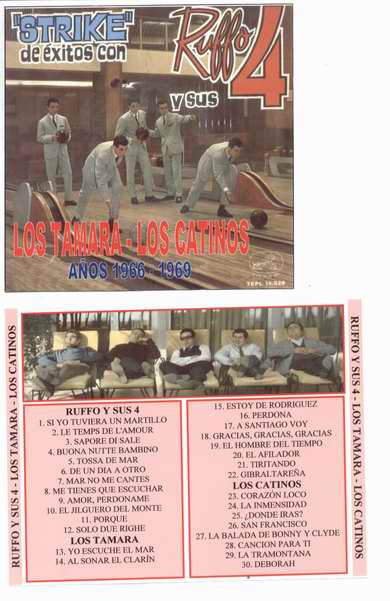 "STRIKE"
de éxitos con
Ruffo
y sus
4
LOS TAMARA - LOS CATINOS
AÑOS 1966 - 1969
RUFFO Y SUS 4 - LOS TAMARA - LOS CATINOS
RUFFO Y SUS 4
1. SI YO TUVIERA UN MARTILLO
2. LE TEMPS DE L'AMOUR
3. SAPORE DI SALE
4. BUONA NUTTE BAMBINO
5. TOSSA DE MAR
6. DE UN DIA A OTRO
7. MAR NO ME CANTES
8. ME TIENES QUE ESCUCHAR
9. AMOR, PERDONAME
10. EL JILGUERO DEL MONTE
11. PORQUE
12. SOLO DUE RIGHE
LOS TAMARA
13. YO ESCUCHE EL MAR
14. AL SONAR EL CLARÍN
15. ESTOY DE RODRIGUEZ
16. PERDONA
17. A SANTIAGO VOY
18. GRACIAS, GRACIAS, GRACIAS
19. EL HOMBRE DEL TIEMPO
20. EL AFILADOR
21. TIRITANDO
22. GIBRALTAREÑA
LOS CATINOS
23. CORAZÓN LOCO
24. LA INMENSIDAD
25. ¿DONDE IRAS?
26. SAN FRANCISCO
27. LA BALADA DE BONNY Y CLYDE
28. CANCION PARA TI
29. LA TRAMONTANA
30. DEBORAH
RUFFO Y SUS 4 - LOS TAMARA - LOS CATINOS